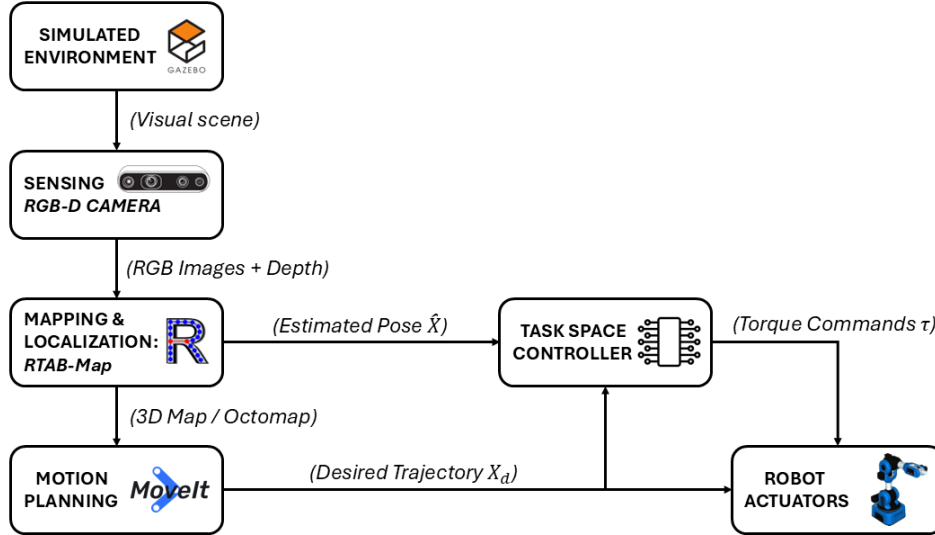 SIMULATED
ENVIRONMENT
GAZEBO
(Visual scene)
SENSING
RGB-D CAMERA
(RGB Images + Depth)
MAPPING &
LOCALIZATION:
RTAB-Map
R
(Estimated Pose X̂)
TASK SPACE
CONTROLLER
(Torque Commands τ)
(3D Map / Octomap)
MOTION
PLANNING
MoveIt
(Desired Trajectory X_d)
ROBOT
ACTUATORS